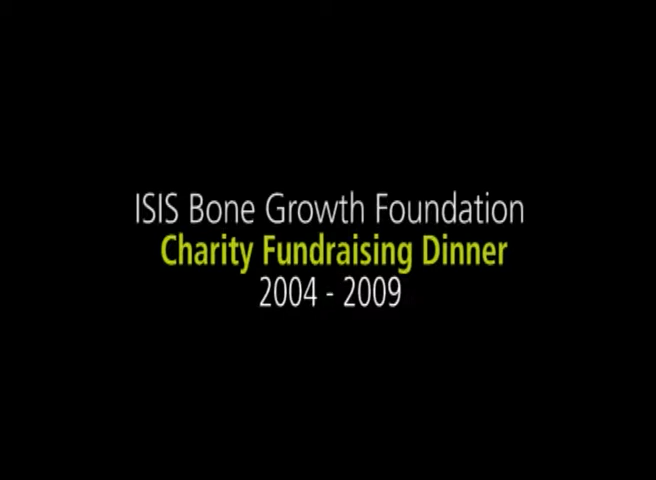 ISIS Bone Growth Foundation
Charity Fundraising Dinner
2004 - 2009